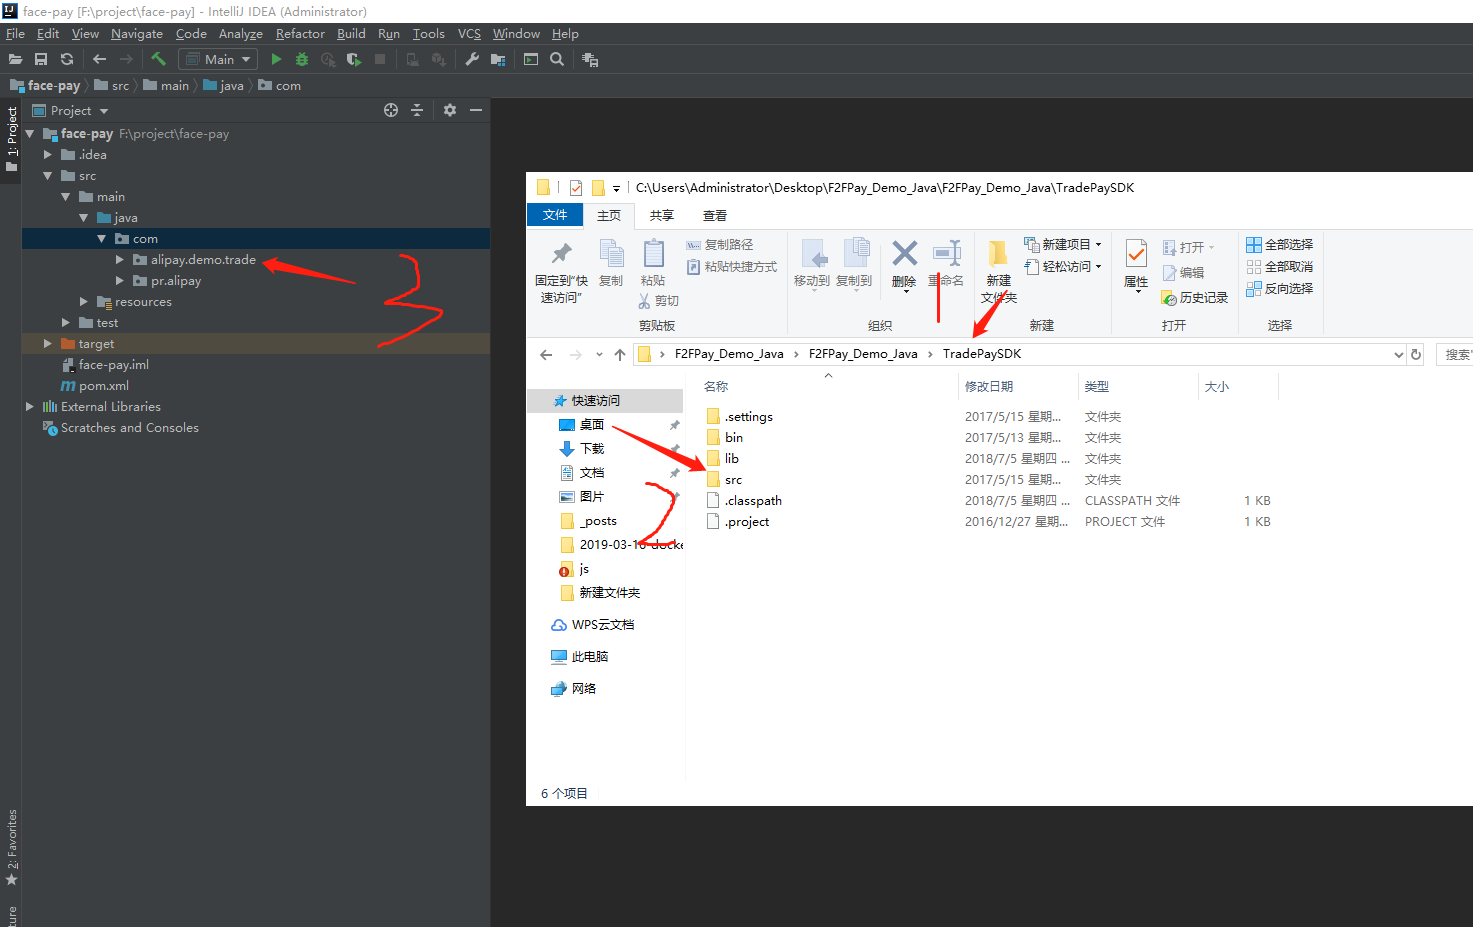 face-pay [F:\project\face-pay] - IntelliJ IDEA (Administrator)
File Edit View Navigate Code Analyze Refactor Build Run Tools VCS Window Help
Main
face-pay src main java com
1: Project
Project
face-pay F:\project\face-pay
.idea
src
main
java
com
alipay.demo.trade
pr.alipay
resources
test
target
face-pay.iml
pom.xml
External Libraries
Scratches and Consoles
2: Favorites
3
C:\Users\Administrator\Desktop\F2FPay_Demo_Java\F2FPay_Demo_Java\TradePaySDK
文件 主页 共享 查看
固定到"快速访问"
复制
粘贴
复制路径
粘贴快捷方式
剪切
剪贴板
移动到 复制到
删除 重命名
组织
新建文件夹
新建项目
轻松访问
新建
属性
打开
编辑
历史记录
打开
全部选择
全部取消
反向选择
选择
1
F2FPay_Demo_Java › F2FPay_Demo_Java › TradePaySDK
搜索"
快速访问
桌面
下载
文档
图片
_posts
2019-03-16-docke
js
新建文件夹
WPS云文档
此电脑
网络
2
名称 修改日期 类型 大小
.settings 2017/5/15 星期... 文件夹
bin 2017/5/13 星期... 文件夹
lib 2018/7/5 星期四 ... 文件夹
src 2017/5/15 星期... 文件夹
.classpath 2018/7/5 星期四 ... CLASSPATH 文件 1 KB
.project 2016/12/27 星期... PROJECT 文件 1 KB
6 个项目